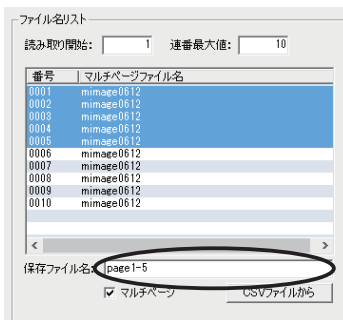 ファイル名リスト
読み取り開始: 1 連番最大値: 10
番号 マルチページファイル名
0001 mimage0612
0002 mimage0612
0003 mimage0612
0004 mimage0612
0005 mimage0612
0006 mimage0612
0007 mimage0612
0008 mimage0612
0009 mimage0612
0010 mimage0612
保存ファイル名: page1-5
マルチページ CSVファイルから